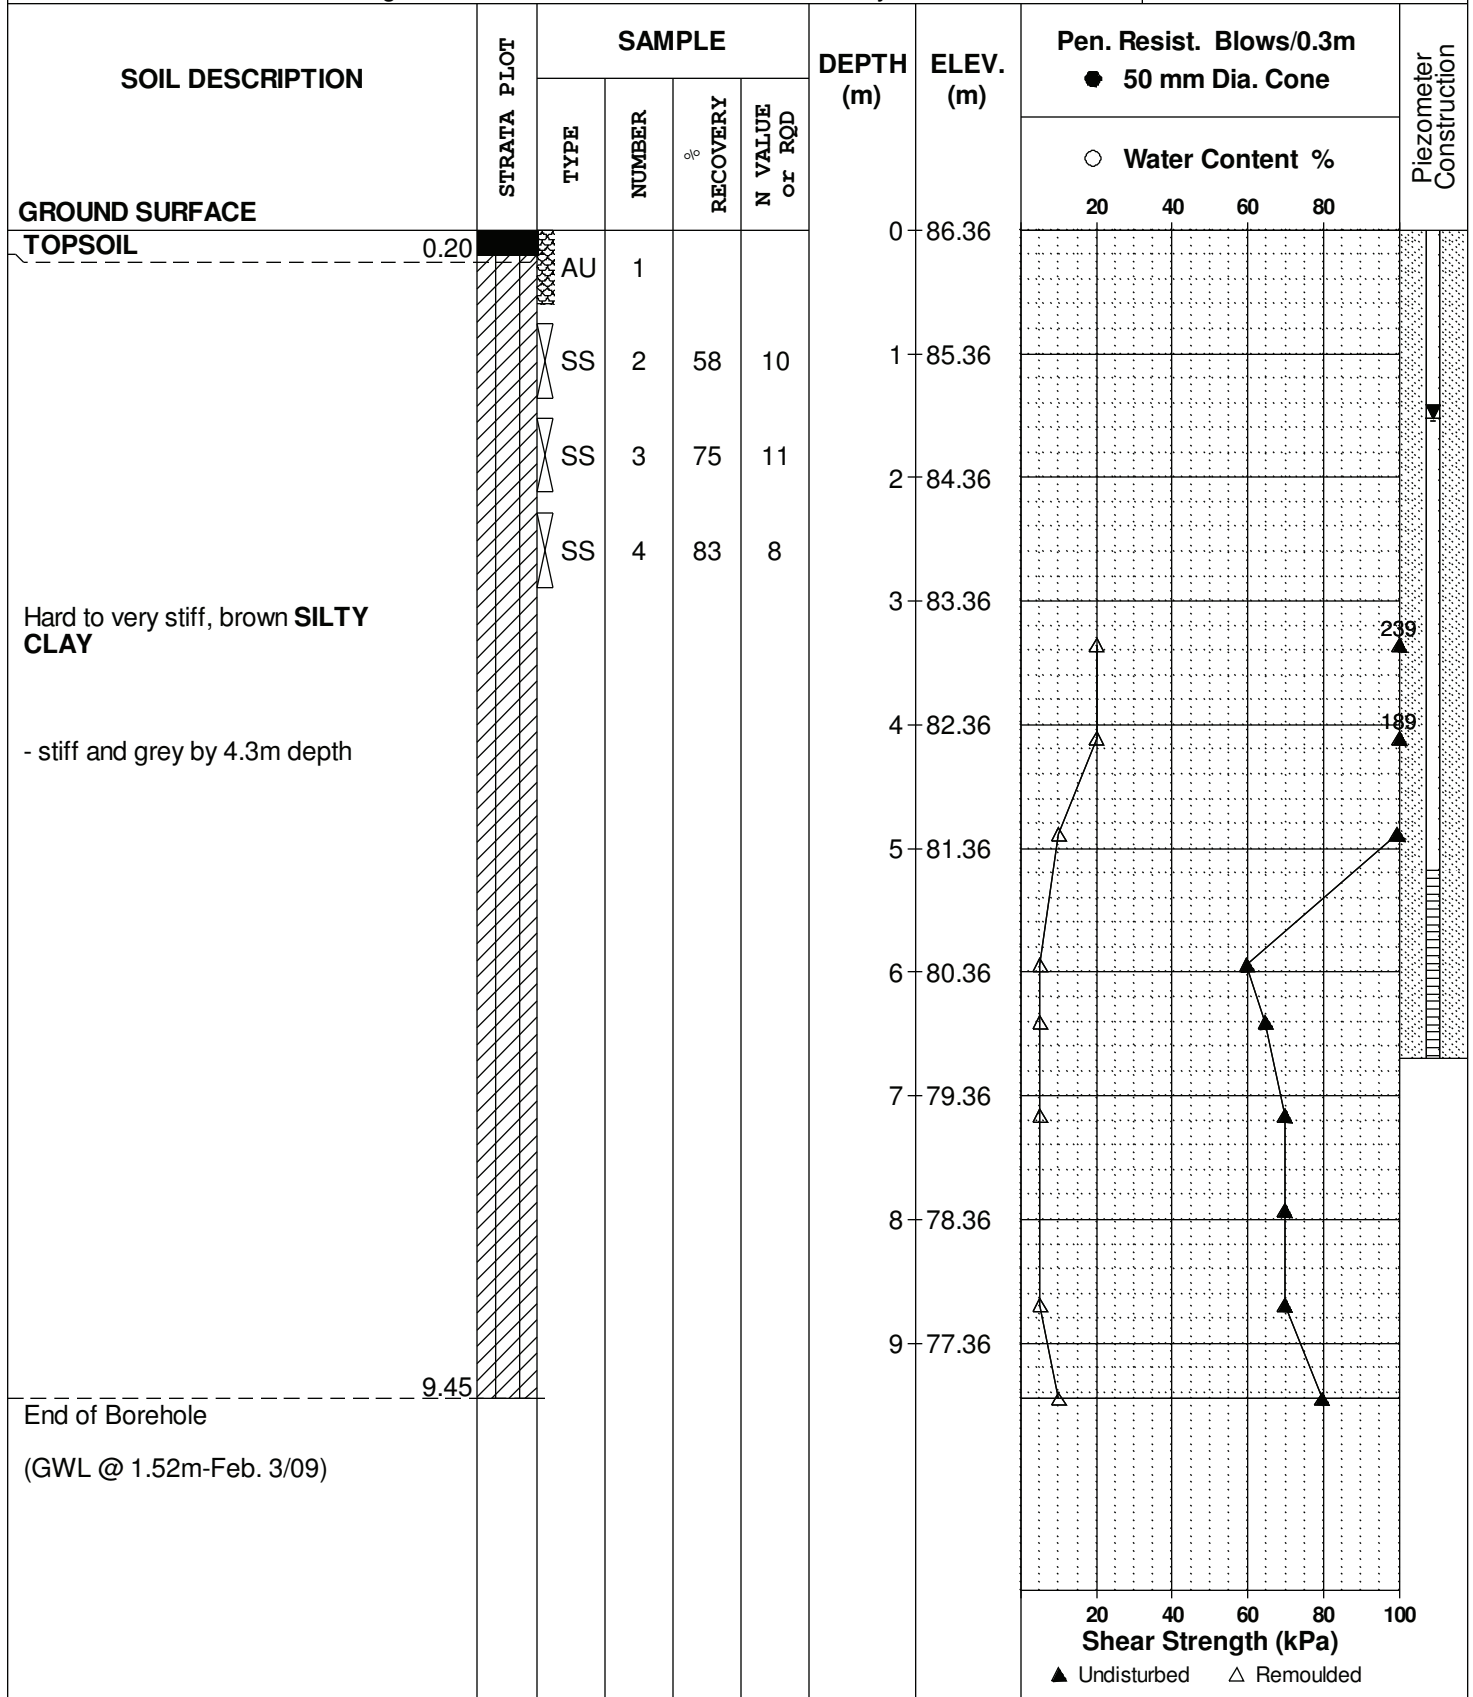 SOIL DESCRIPTION
GROUND SURFACE
STRATA PLOT
SAMPLE
TYPE
NUMBER
%
RECOVERY
N VALUE
or RQD
DEPTH
(m)
ELEV.
(m)
Pen. Resist. Blows/0.3m
● 50 mm Dia. Cone
○ Water Content %
20 40 60 80
Piezometer
Construction
TOPSOIL 0.20
AU 1
SS 2 58 10
SS 3 75 11
SS 4 83 8
Hard to very stiff, brown SILTY
CLAY
- stiff and grey by 4.3m depth
9.45
End of Borehole
(GWL @ 1.52m-Feb. 3/09)
0 86.36
1 85.36
2 84.36
3 83.36
4 82.36
5 81.36
6 80.36
7 79.36
8 78.36
9 77.36
239
189
20 40 60 80 100
Shear Strength (kPa)
▲ Undisturbed △ Remoulded